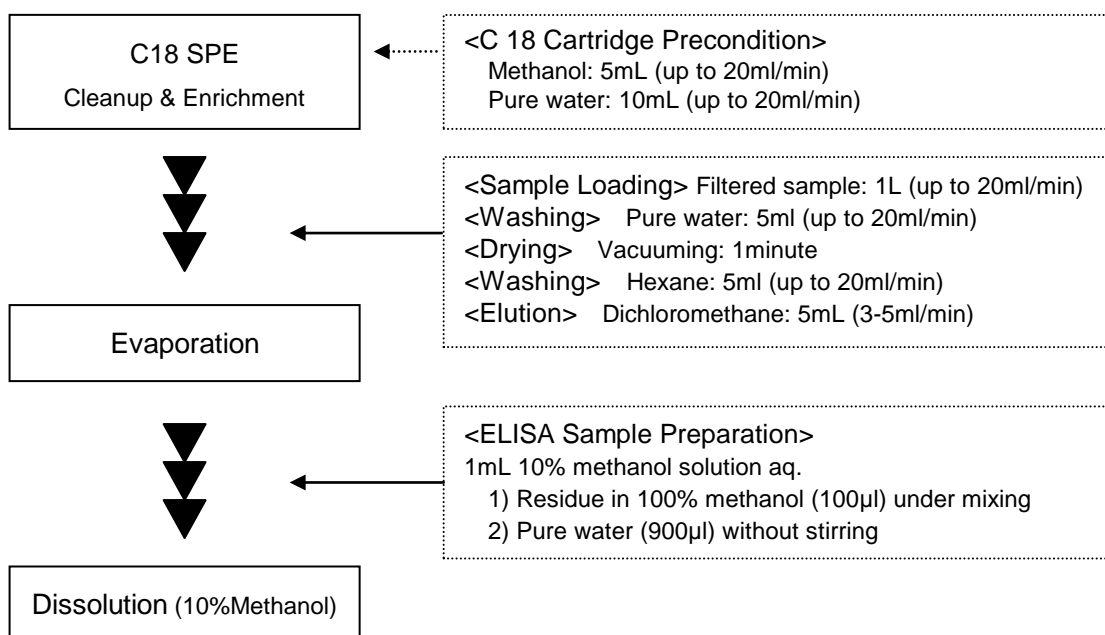 C18 SPE
Cleanup & Enrichment
<C 18 Cartridge Precondition>
Methanol: 5mL (up to 20ml/min)
Pure water: 10mL (up to 20ml/min)
<Sample Loading> Filtered sample: 1L (up to 20ml/min)
<Washing> Pure water: 5ml (up to 20ml/min)
<Drying> Vacuuming: 1minute
<Washing> Hexane: 5ml (up to 20ml/min)
<Elution> Dichloromethane: 5mL (3-5ml/min)
Evaporation
<ELISA Sample Preparation>
1mL 10% methanol solution aq.
1) Residue in 100% methanol (100µl) under mixing
2) Pure water (900µl) without stirring
Dissolution (10%Methanol)